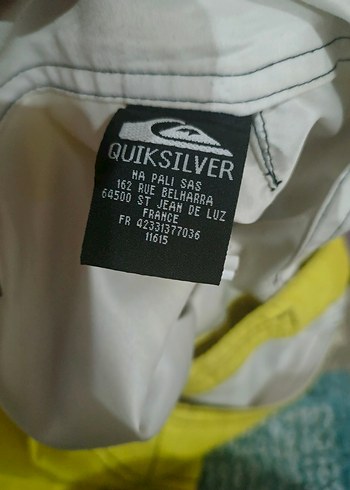 QUIKSILVER
NA PALI SAS
162 RUE BELHARRA
64500 ST JEAN DE LUZ
FRANCE
FR 42331377036
11615